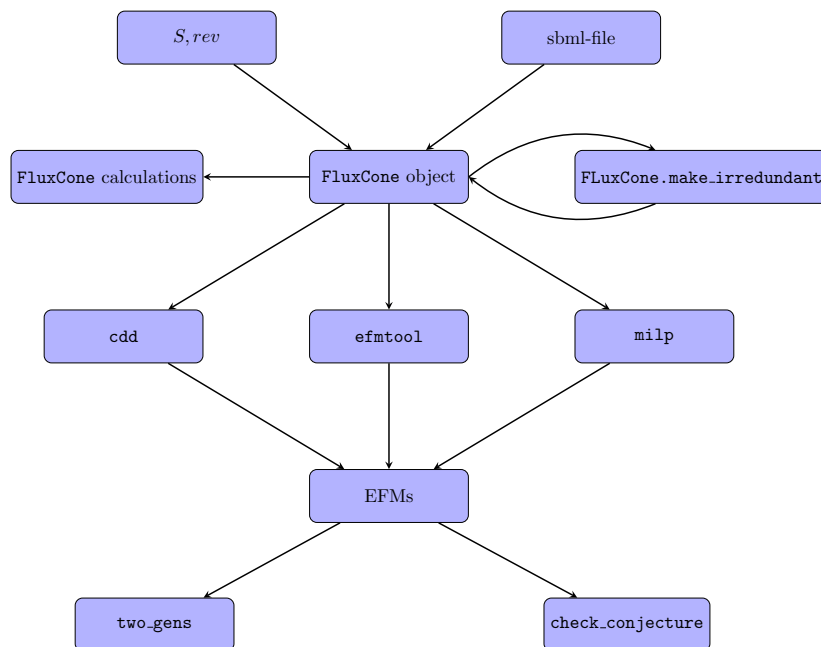 S, rev
sbml-file
FluxCone calculations
FluxCone object
FLuxCone.make_irredundant
cdd
efmtool
milp
EFMs
two_gens
check_conjecture